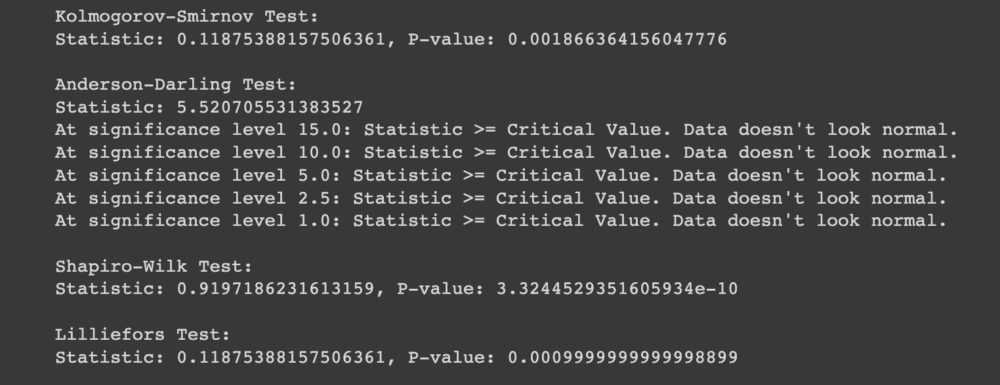 Kolmogorov-Smirnov Test:
Statistic: 0.11875388157506361, P-value: 0.001866364156047776
Anderson-Darling Test:
Statistic: 5.520705531383527
At significance level 15.0: Statistic >= Critical Value. Data doesn't look normal.
At significance level 10.0: Statistic >= Critical Value. Data doesn't look normal.
At significance level 5.0: Statistic >= Critical Value. Data doesn't look normal.
At significance level 2.5: Statistic >= Critical Value. Data doesn't look normal.
At significance level 1.0: Statistic >= Critical Value. Data doesn't look normal.
Shapiro-Wilk Test:
Statistic: 0.9197186231613159, P-value: 3.3244529351605934e-10
Lilliefors Test:
Statistic: 0.11875388157506361, P-value: 0.0009999999999998899